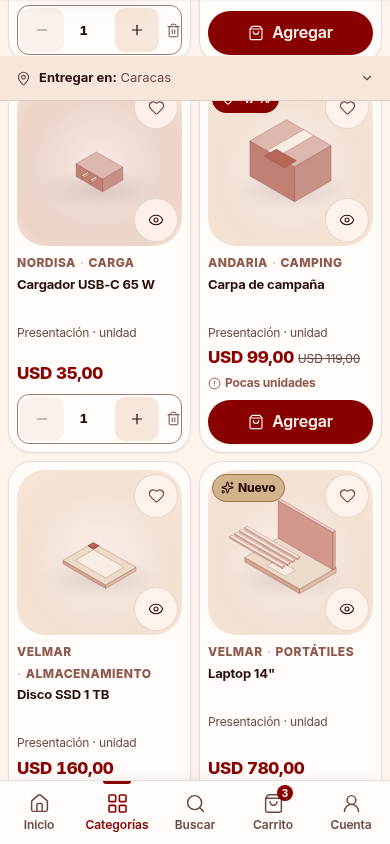 1
Agregar
Entregar en: Caracas
NORDISA · CARGA
Cargador USB-C 65 W
Presentación · unidad
USD 35,00
1
ANDARIA · CAMPING
Carpa de campaña
Presentación · unidad
USD 99,00 USD 119,00
Pocas unidades
Agregar
VELMAR
· ALMACENAMIENTO
Disco SSD 1 TB
Presentación · unidad
USD 160,00
Nuevo
VELMAR · PORTÁTILES
Laptop 14"
Presentación · unidad
USD 780,00
Inicio
Categorías
Buscar
3
Carrito
Cuenta